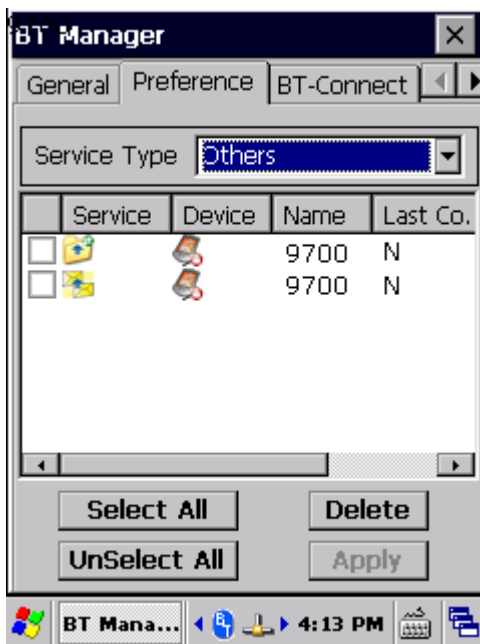 BT Manager
General Preference BT-Connect
Service Type Others
Service Device Name Last Co.
9700 N
9700 N
Select All Delete
UnSelect All Apply
BT Mana... 4:13 PM